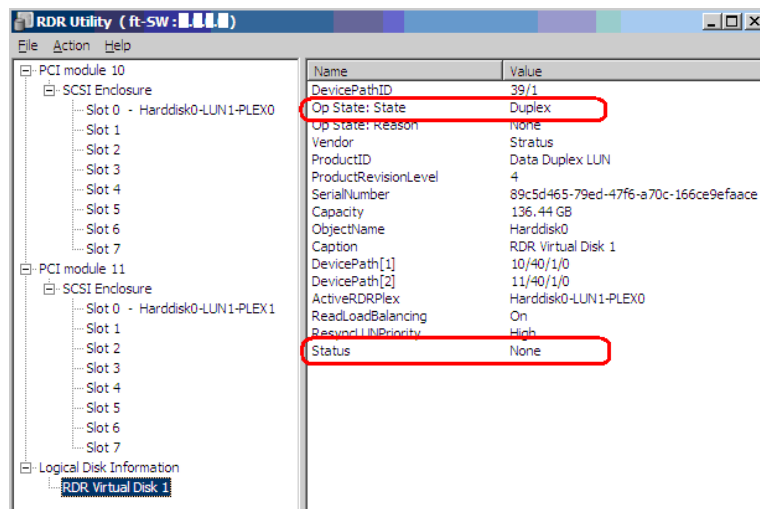 RDR Utility ( ft-SW : )
File Action Help
PCI module 10
SCSI Enclosure
Slot 0 - Harddisk0-LUN1-PLEX0
Slot 1
Slot 2
Slot 3
Slot 4
Slot 5
Slot 6
Slot 7
PCI module 11
SCSI Enclosure
Slot 0 - Harddisk0-LUN1-PLEX1
Slot 1
Slot 2
Slot 3
Slot 4
Slot 5
Slot 6
Slot 7
Logical Disk Information
RDR Virtual Disk 1
Name Value
DevicePathID 39/1
Op State: State Duplex
Op State: Reason None
Vendor Stratus
ProductID Data Duplex LUN
ProductRevisionLevel 4
SerialNumber 89c5d465-79ed-47f6-a70c-166ce9efaace
Capacity 136.44 GB
ObjectName Harddisk0
Caption RDR Virtual Disk 1
DevicePath[1] 10/40/1/0
DevicePath[2] 11/40/1/0
ActiveRDRPlex Harddisk0-LUN1-PLEX0
ReadLoadBalancing On
ResyncLUNPriority High
Status None